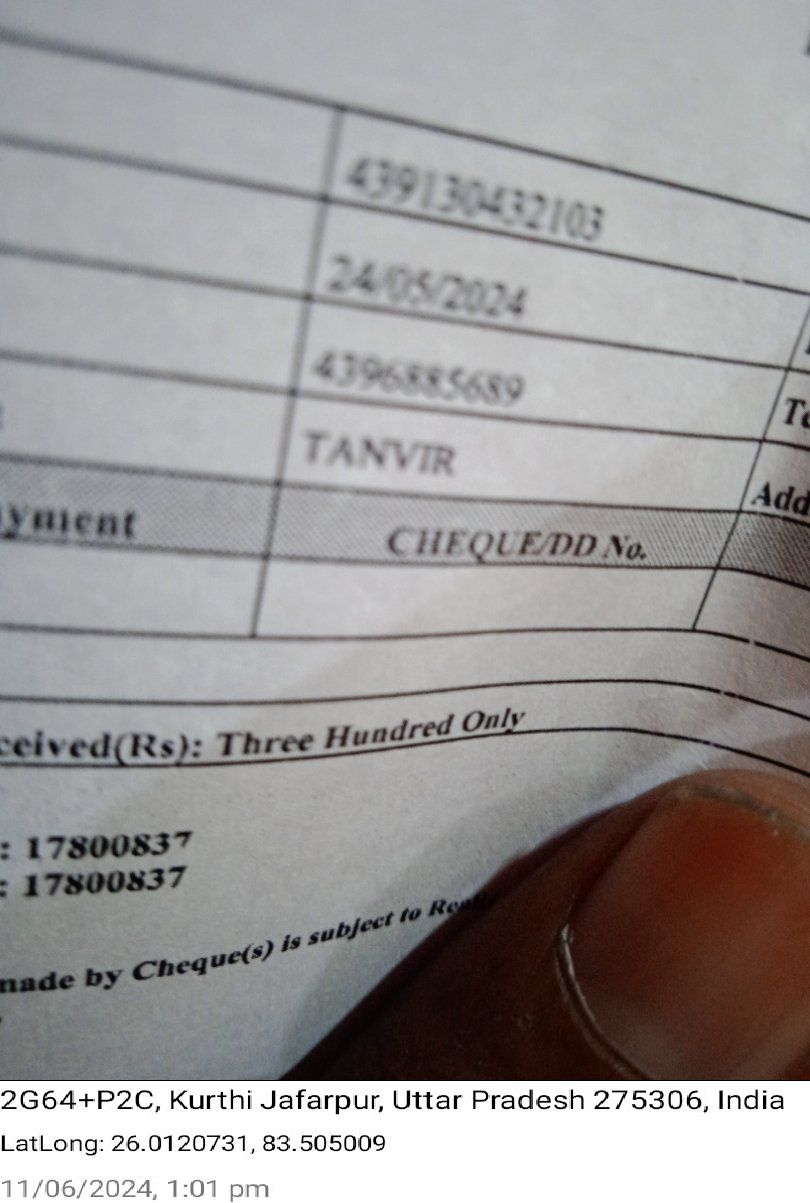 439130432103
24/05/2024
4396885689
TANVIR
Add
yment CHEQUE/DD No.
ceived(Rs): Three Hundred Only
: 17800837
: 17800837
made by Cheque(s) is subject to
2G64+P2C, Kurthi Jafarpur, Uttar Pradesh 275306, India
LatLong: 26.0120731, 83.505009
11/06/2024, 1:01 pm